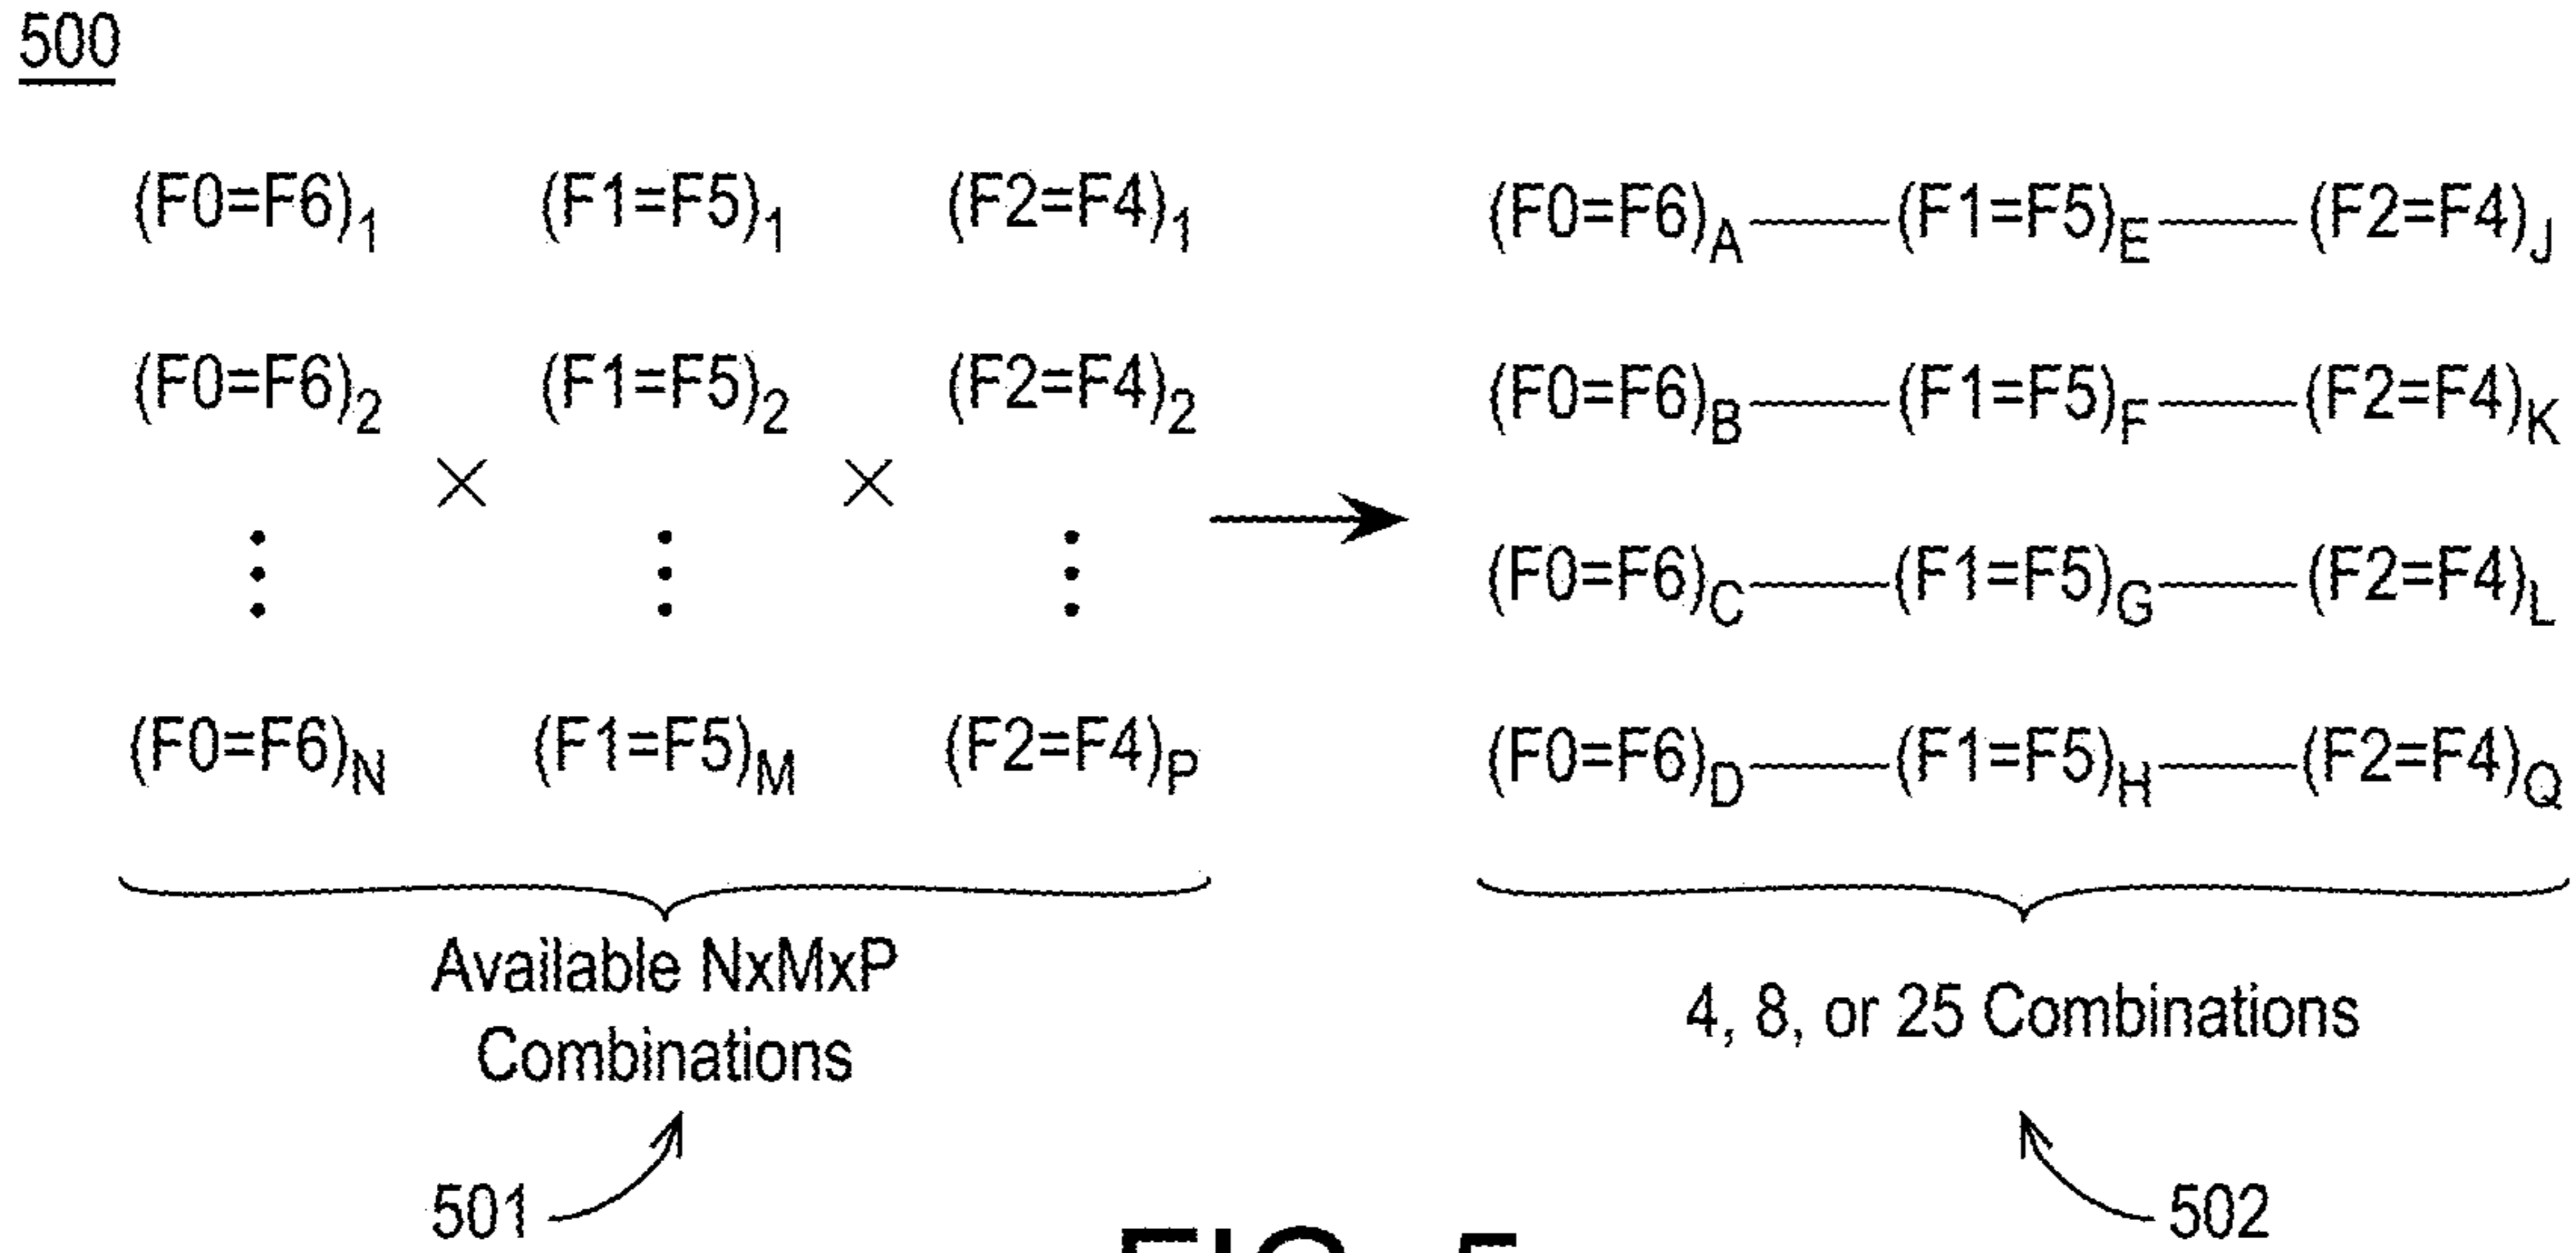 500
(F0=F6)1 (F1=F5)1 (F2=F4)1
(F0=F6)2 (F1=F5)2 (F2=F4)2
× ×
(F0=F6)N (F1=F5)M (F2=F4)P
Available NxMxP
Combinations
501
(F0=F6)A (F1=F5)E (F2=F4)J
(F0=F6)B (F1=F5)F (F2=F4)K
(F0=F6)C (F1=F5)G (F2=F4)L
(F0=F6)D (F1=F5)H (F2=F4)Q
4, 8, or 25 Combinations
502
FIG. 5